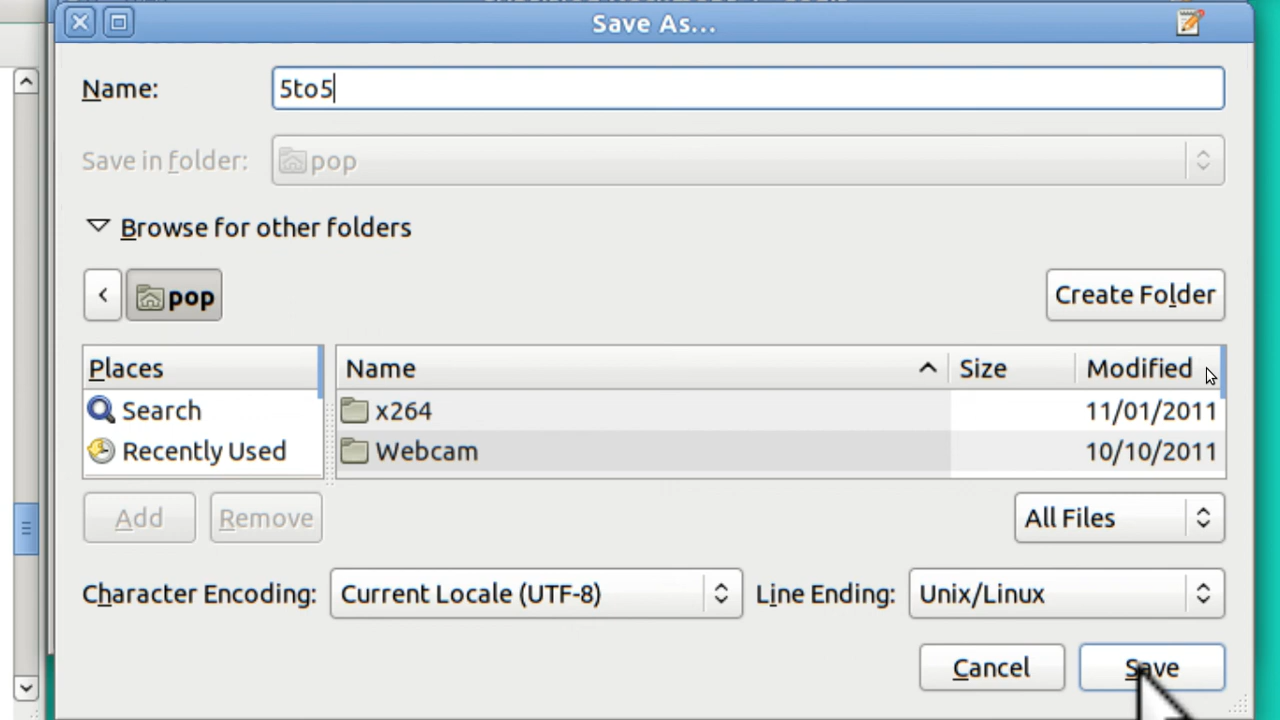 Save As...
Name: 5to5
Save in folder: pop
Browse for other folders
pop Create Folder
Places Name Size Modified
Search x264 11/01/2011
Recently Used Webcam 10/10/2011
Add Remove All Files
Character Encoding: Current Locale (UTF-8) Line Ending: Unix/Linux
Cancel Save